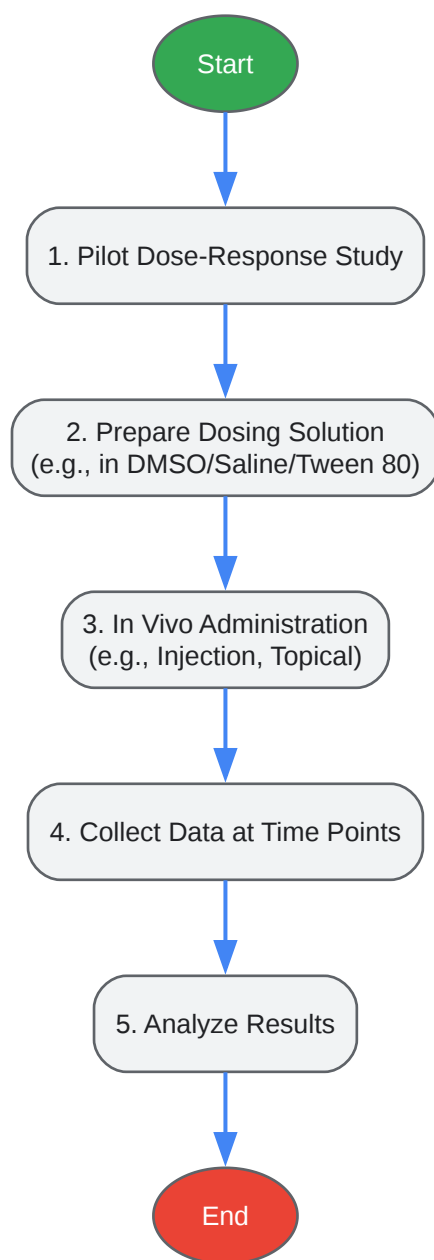 Start
1. Pilot Dose-Response Study
2. Prepare Dosing Solution
(e.g., in DMSO/Saline/Tween 80)
3. In Vivo Administration
(e.g., Injection, Topical)
4. Collect Data at Time Points
5. Analyze Results
End